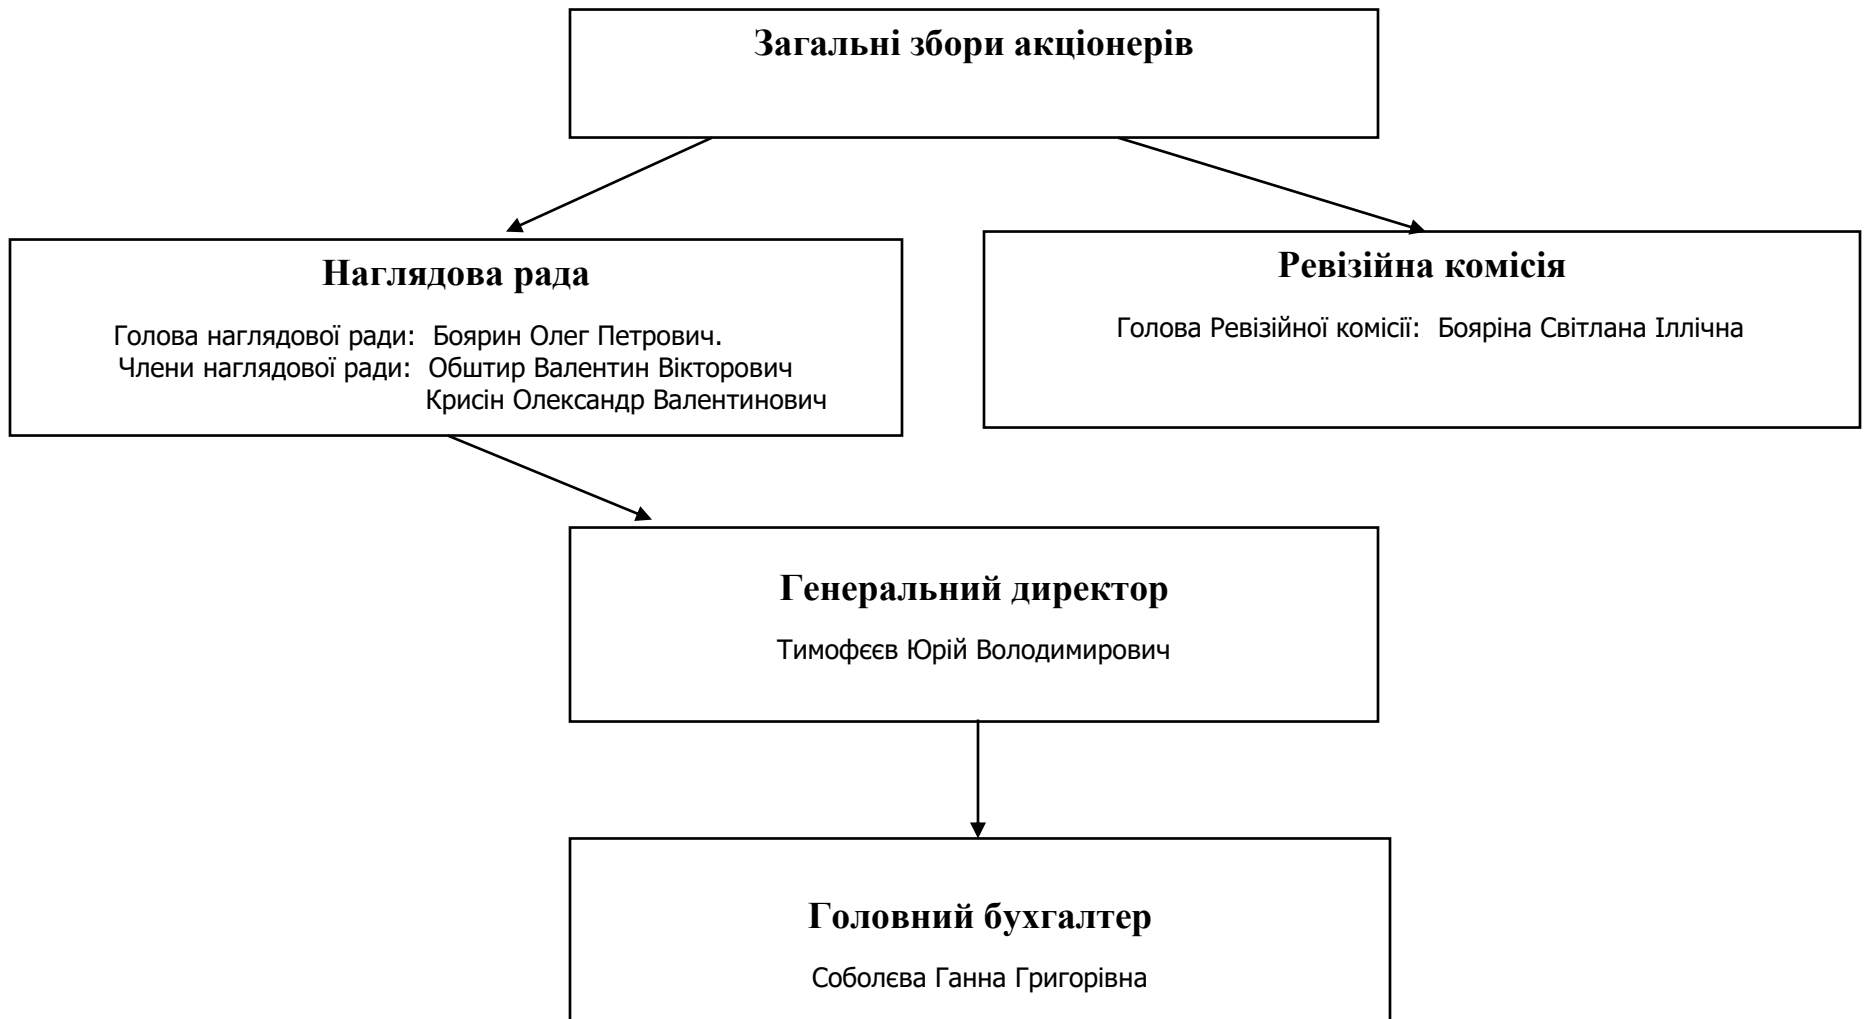 Загальні збори акціонерів
Наглядова рада
Голова наглядової ради: Боярин Олег Петрович.
Члени наглядової ради: Обштир Валентин Вікторович
Крисін Олександр Валентинович
Ревізійна комісія
Голова Ревізійної комісії: Бояріна Світлана Іллічна
Генеральний директор
Тимофєєв Юрій Володимирович
Головний бухгалтер
Соболєва Ганна Григорівна